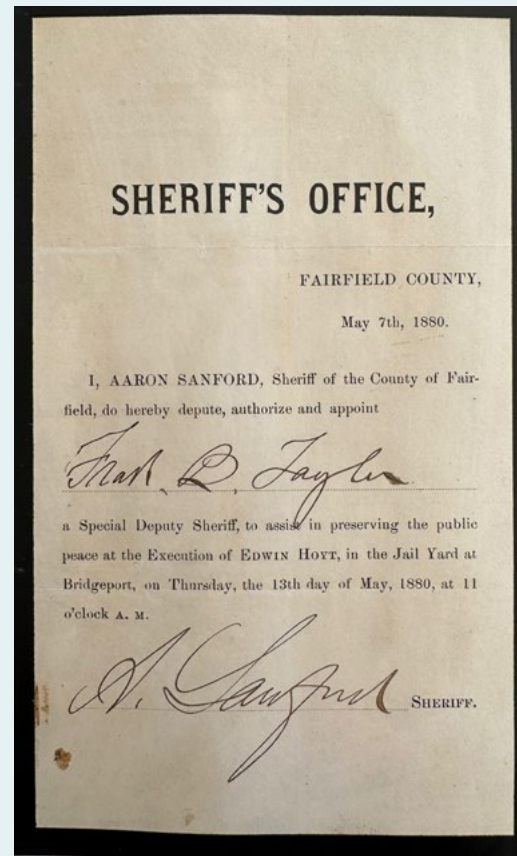 SHERIFF'S OFFICE,
FAIRFIELD COUNTY,
May 7th, 1880.
I, AARON SANFORD, Sheriff of the County of Fair-
field, do hereby depute, authorize and appoint
Frank B. Taylor
a Special Deputy Sheriff, to assist in preserving the public
peace at the Execution of EDWIN HOYT, in the Jail Yard at
Bridgeport, on Thursday, the 13th day of May, 1880, at 11
o'clock A. M.
A. Sanford SHERIFF.